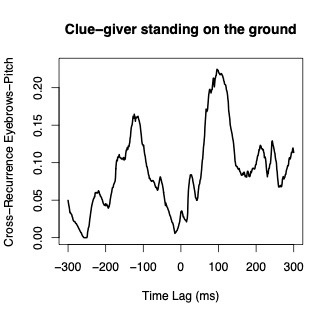 Clue−giver standing on the ground
Cross−Recurrence Eyebrows−Pitch
0.20
0.15
0.10
0.05
0.00
−300 −200 −100 0 100 200 300
Time Lag (ms)